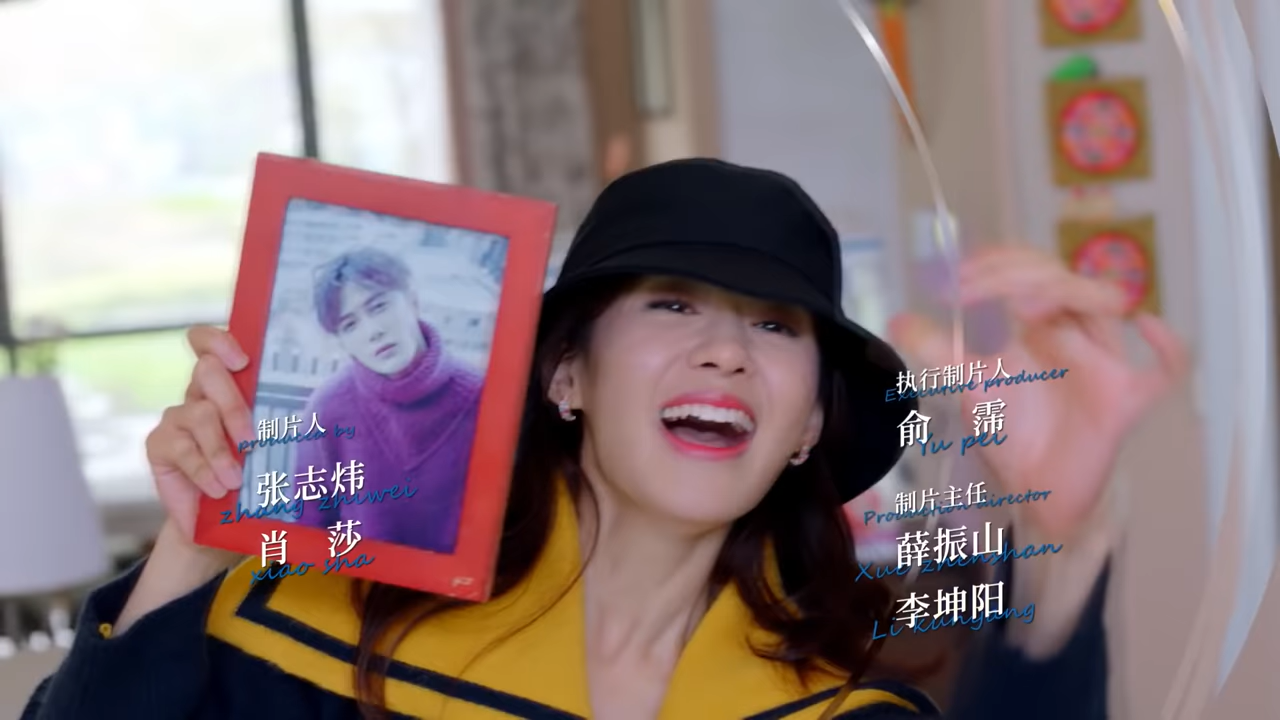 制片人
produced by
张志炜
zhang zhiwei
肖莎
xiao sha
执行制片人
Executive producer
俞霈
Yu pei
制片主任
Production director
薛振山
Xue zhenshan
李坤阳
Li kunyang